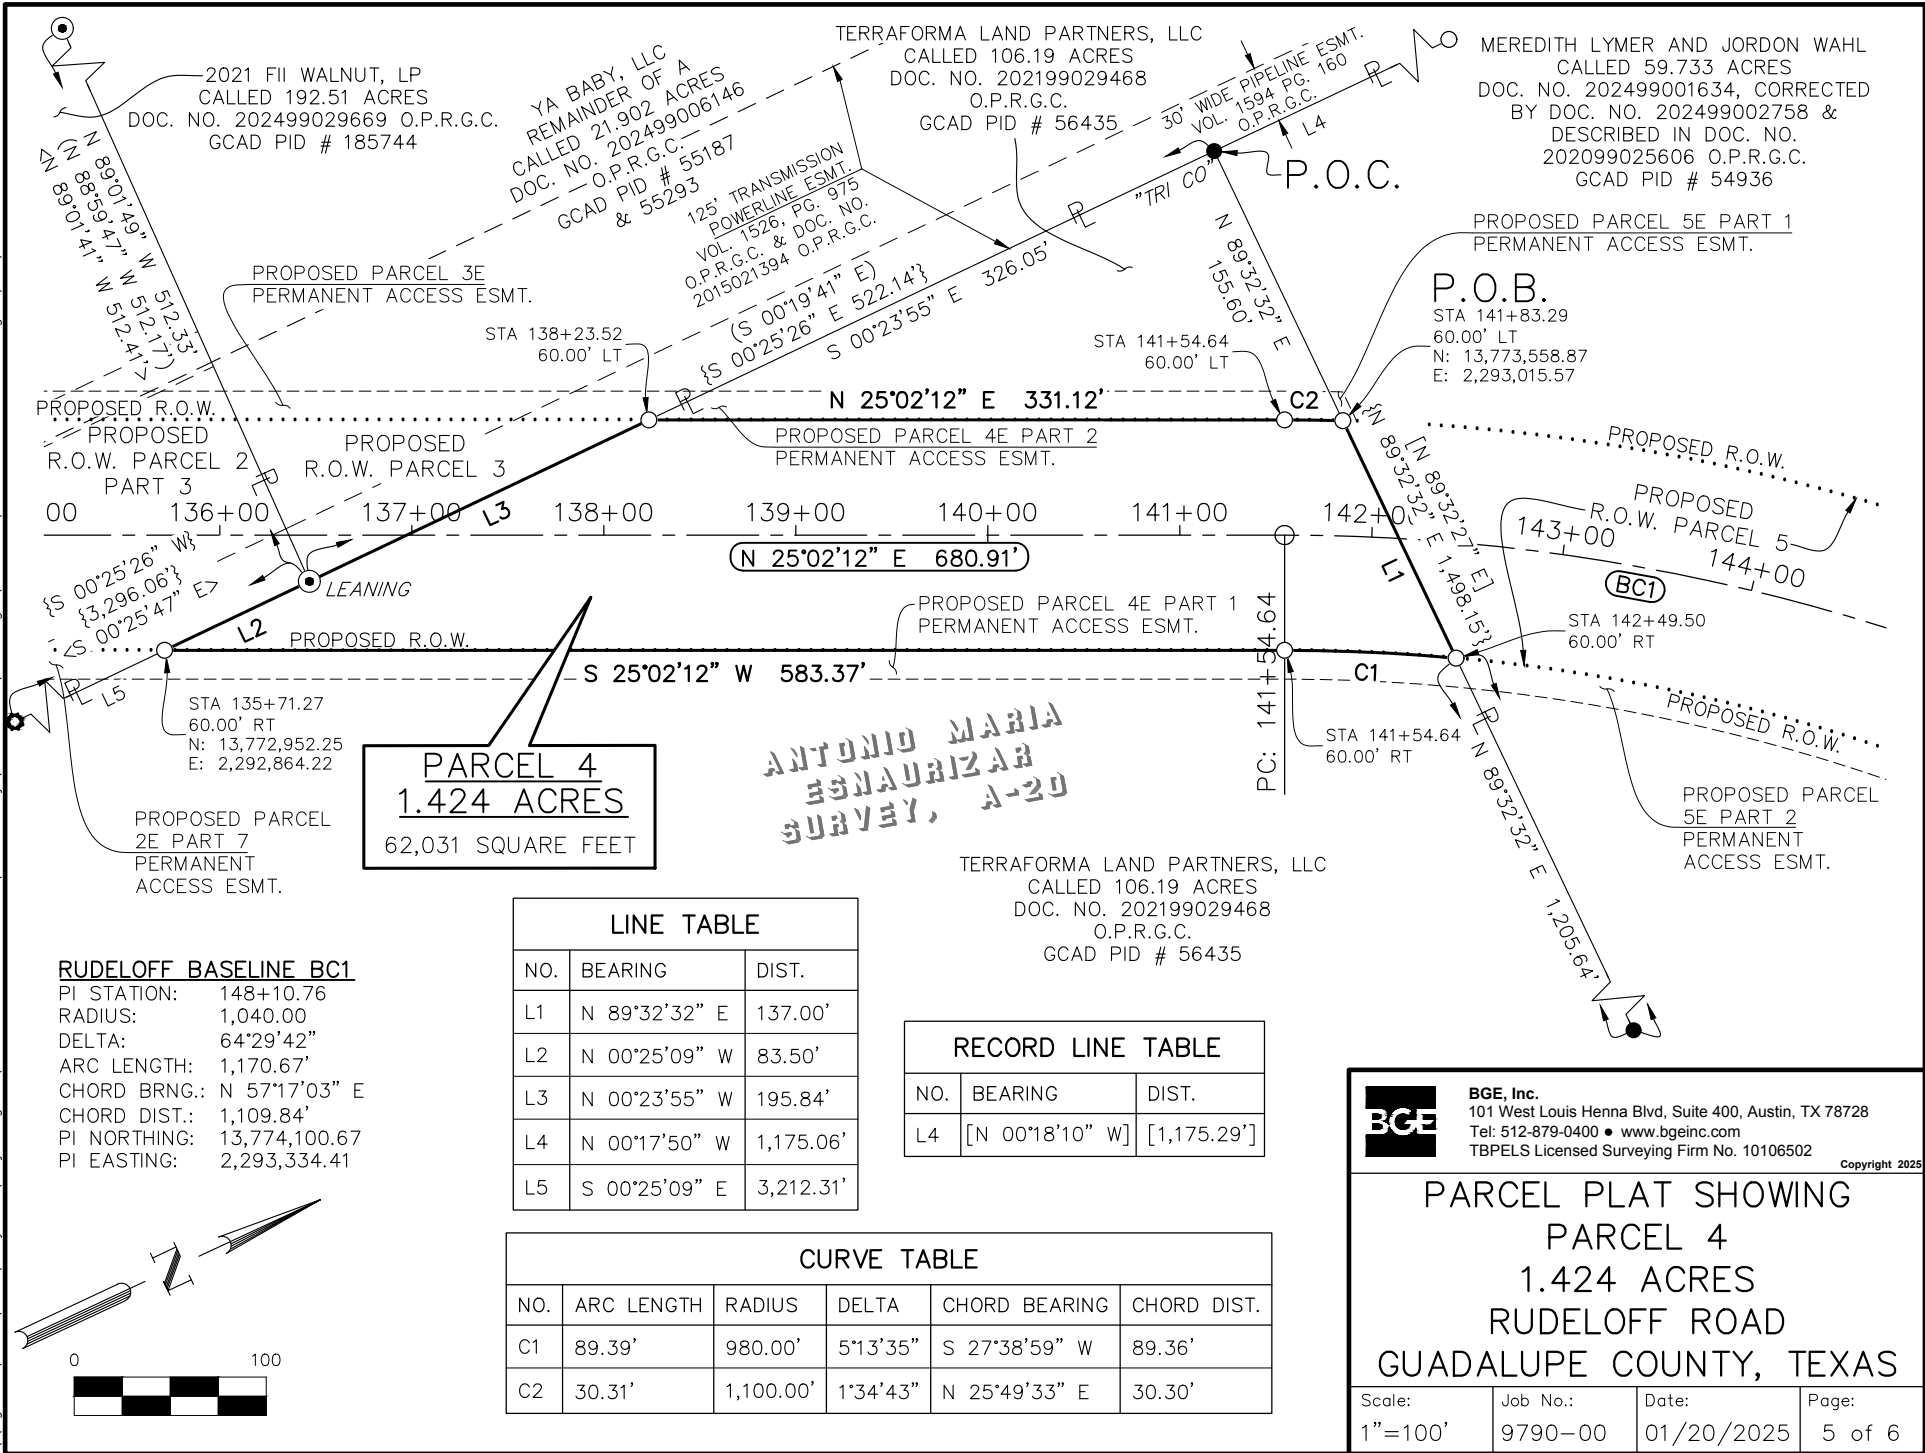 2021 FII WALNUT, LP
CALLED 192.51 ACRES
DOC. NO. 202499029669 O.P.R.G.C.
GCAD PID # 185744
YA BABY, LLC
REMAINDER OF A
CALLED 21.902 ACRES
DOC. NO. 202499006146
O.P.R.G.C.
GCAD PID # 55187
& 55293
TERRAFORMA LAND PARTNERS, LLC
CALLED 106.19 ACRES
DOC. NO. 202199029468
O.P.R.G.C.
GCAD PID # 56435
30' WIDE PIPELINE ESMT.
VOL. 1594 PG. 160
O.P.R.G.C.
L4
MEREDITH LYMER AND JORDON WAHL
CALLED 59.733 ACRES
DOC. NO. 202499001634, CORRECTED
BY DOC. NO. 202499002758 &
DESCRIBED IN DOC. NO.
202099025606 O.P.R.G.C.
GCAD PID # 54936
N 89°01'49" W 512.33'
(N 88°59'47" W 512.17')
<N 89°01'41" W 512.41'>
125' TRANSMISSION
POWERLINE ESMT.
VOL. 1526, PG. 975
O.P.R.G.C. & DOC. NO.
2015021394 O.P.R.G.C.
"TRI CO"
P.O.C.
PROPOSED PARCEL 5E PART 1
PERMANENT ACCESS ESMT.
PROPOSED PARCEL 3E
PERMANENT ACCESS ESMT.
(S 00°19'41" E)
{S 00°25'26" E 522.14'}
S 00°23'55" E 326.05'
N 89°32'32" E
155.60'
P.O.B.
STA 141+83.29
60.00' LT
N: 13,773,558.87
E: 2,293,015.57
STA 138+23.52
60.00' LT
STA 141+54.64
60.00' LT
PROPOSED R.O.W.
N 25°02'12" E 331.12'
C2
PROPOSED
R.O.W. PARCEL 2
PART 3
PROPOSED
R.O.W. PARCEL 3
PROPOSED PARCEL 4E PART 2
PERMANENT ACCESS ESMT.
[N 89°32'27" E]
{N 89°32'32" E 1,498.15'}
PROPOSED R.O.W.
PROPOSED
R.O.W. PARCEL 5
00 136+00 137+00 138+00 139+00 140+00 141+00 142+0 143+00 144+00
L3
N 25°02'12" E 680.91'
L1
BC1
{S 00°25'26" W}
{3,296.06'}
<S 00°25'47" E>
LEANING
L2
PROPOSED R.O.W.
PROPOSED PARCEL 4E PART 1
PERMANENT ACCESS ESMT.
STA 142+49.50
60.00' RT
S 25°02'12" W 583.37'
C1
PC: 141+54.64
L5
STA 135+71.27
60.00' RT
N: 13,772,952.25
E: 2,292,864.22
STA 141+54.64
60.00' RT
PROPOSED R.O.W.
N 89°32'32" E 1,205.64'
PARCEL 4
1.424 ACRES
62,031 SQUARE FEET
ANTONIO MARIA
ESNAURIZAR
SURVEY, A-20
PROPOSED PARCEL
2E PART 7
PERMANENT
ACCESS ESMT.
PROPOSED PARCEL
5E PART 2
PERMANENT
ACCESS ESMT.
TERRAFORMA LAND PARTNERS, LLC
CALLED 106.19 ACRES
DOC. NO. 202199029468
O.P.R.G.C.
GCAD PID # 56435
RUDELOFF BASELINE BC1
PI STATION: 148+10.76
RADIUS: 1,040.00
DELTA: 64°29'42"
ARC LENGTH: 1,170.67'
CHORD BRNG.: N 57°17'03" E
CHORD DIST.: 1,109.84'
PI NORTHING: 13,774,100.67
PI EASTING: 2,293,334.41
LINE TABLE
NO. BEARING DIST.
L1 N 89°32'32" E 137.00'
L2 N 00°25'09" W 83.50'
L3 N 00°23'55" W 195.84'
L4 N 00°17'50" W 1,175.06'
L5 S 00°25'09" E 3,212.31'
RECORD LINE TABLE
NO. BEARING DIST.
L4 [N 00°18'10" W] [1,175.29']
CURVE TABLE
NO. ARC LENGTH RADIUS DELTA CHORD BEARING CHORD DIST.
C1 89.39' 980.00' 5°13'35" S 27°38'59" W 89.36'
C2 30.31' 1,100.00' 1°34'43" N 25°49'33" E 30.30'
N
0 100
BGE
BGE, Inc.
101 West Louis Henna Blvd, Suite 400, Austin, TX 78728
Tel: 512-879-0400 ● www.bgeinc.com
TBPELS Licensed Surveying Firm No. 10106502
Copyright 2025
PARCEL PLAT SHOWING
PARCEL 4
1.424 ACRES
RUDELOFF ROAD
GUADALUPE COUNTY, TEXAS
Scale: Job No.: Date: Page:
1"=100' 9790-00 01/20/2025 5 of 6